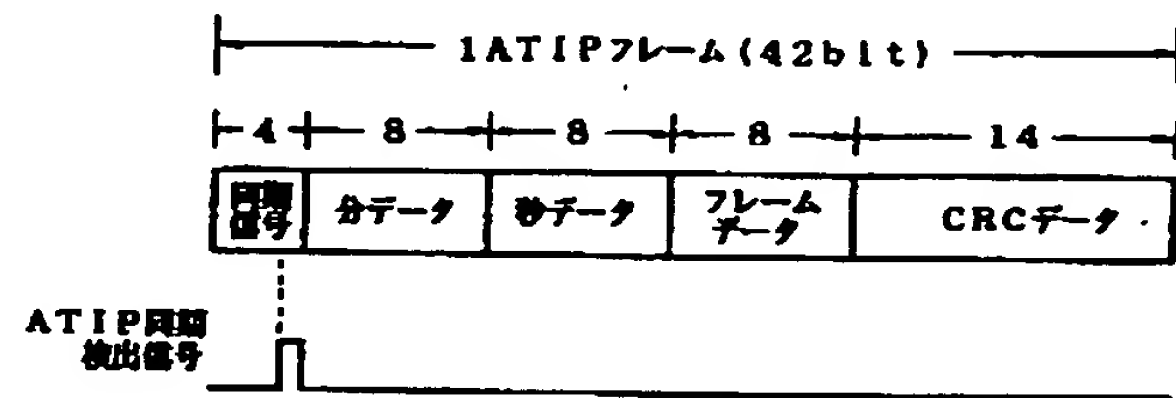 1ATIPフレーム(42bit)
4 8 8 8 14
同期
信号
分データ
秒データ
フレーム
データ
CRCデータ
ATIP同期
検出信号